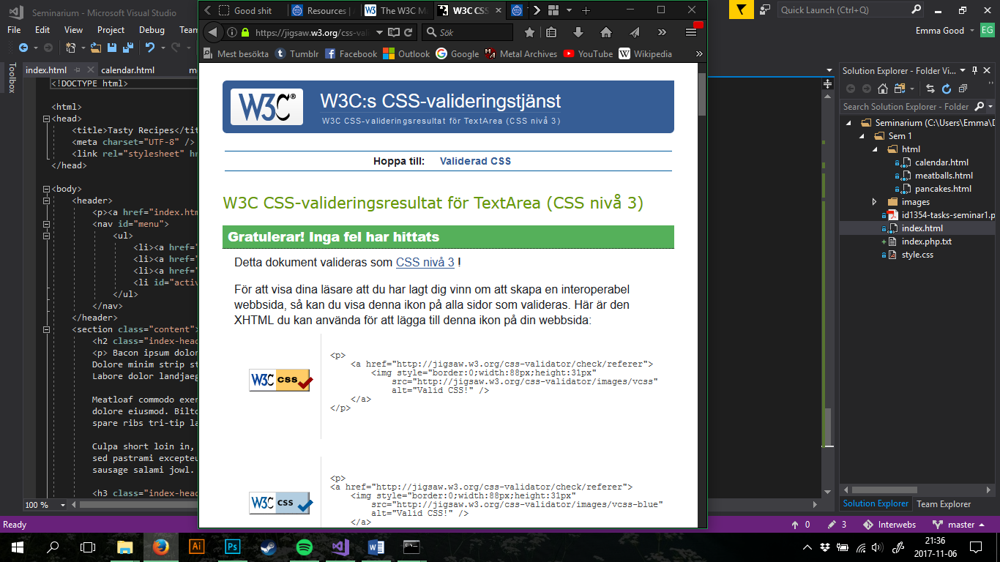 Seminarium - Microsoft Visual Studio
File Edit View Project Debug Team
index.html calendar.html m
<!DOCTYPE html>
<html>
<head>
<title>Tasty Recipes</tit
<meta charset="UTF-8" />
<link rel="stylesheet" h
</head>
<body>
<header>
<p><a href="index.htm
<nav id="menu">
<ul>
<li><a href="
<li><a href="
<li><a href="
<li id="activ
</ul>
</nav>
</header>
<section class="content">
<h2 class="index-head
<p> Bacon ipsum dolor
Dolore minim strip st
Labore dolor landjaeg
Meatloaf commodo exer
dolore eiusmod. Bilto
spare ribs tri-tip la
Culpa short loin in,
sed pastrami excepteu
sausage salami jowl.
<h3 class="index-head
100 %
Toolbox
Good shit Resources | A The W3C M W3C CSS
https://jigsaw.w3.org/css-val Sök
Mest besökta Tumblr Facebook Outlook Google Metal Archives YouTube Wikipedia
W3C® W3C:s CSS-valideringstjänst
W3C CSS-valideringsresultat för TextArea (CSS nivå 3)
Hoppa till: Validerad CSS
W3C CSS-valideringsresultat för TextArea (CSS nivå 3)
Gratulerar! Inga fel har hittats
Detta dokument valideras som CSS nivå 3 !
För att visa dina läsare att du har lagt dig vinn om att skapa en interoperabel
webbsida, så kan du visa denna ikon på alla sidor som valideras. Här är den
XHTML du kan använda för att lägga till denna ikon på din webbsida:
W3C css
<p>
<a href="http://jigsaw.w3.org/css-validator/check/referer">
<img style="border:0;width:88px;height:31px"
src="http://jigsaw.w3.org/css-validator/images/vcss"
alt="Valid CSS!" />
</a>
</p>
W3C css
<p>
<a href="http://jigsaw.w3.org/css-validator/check/referer">
<img style="border:0;width:88px;height:31px"
src="http://jigsaw.w3.org/css-validator/images/vcss-blue"
alt="Valid CSS!" />
</a>
Quick Launch (Ctrl+Q)
Emma Good EG
Solution Explorer - Folder Vi...
Search Solution Explorer - Folder
Seminarium (C:\Users\Emma\D
Sem 1
html
calendar.html
meatballs.html
pancakes.html
images
id1354-tasks-seminar1.p
index.html
index.php.txt
style.css
Solution Explorer Team Explorer
Ready 0 3 Interwebs master
Ai Ps
21:36
2017-11-06